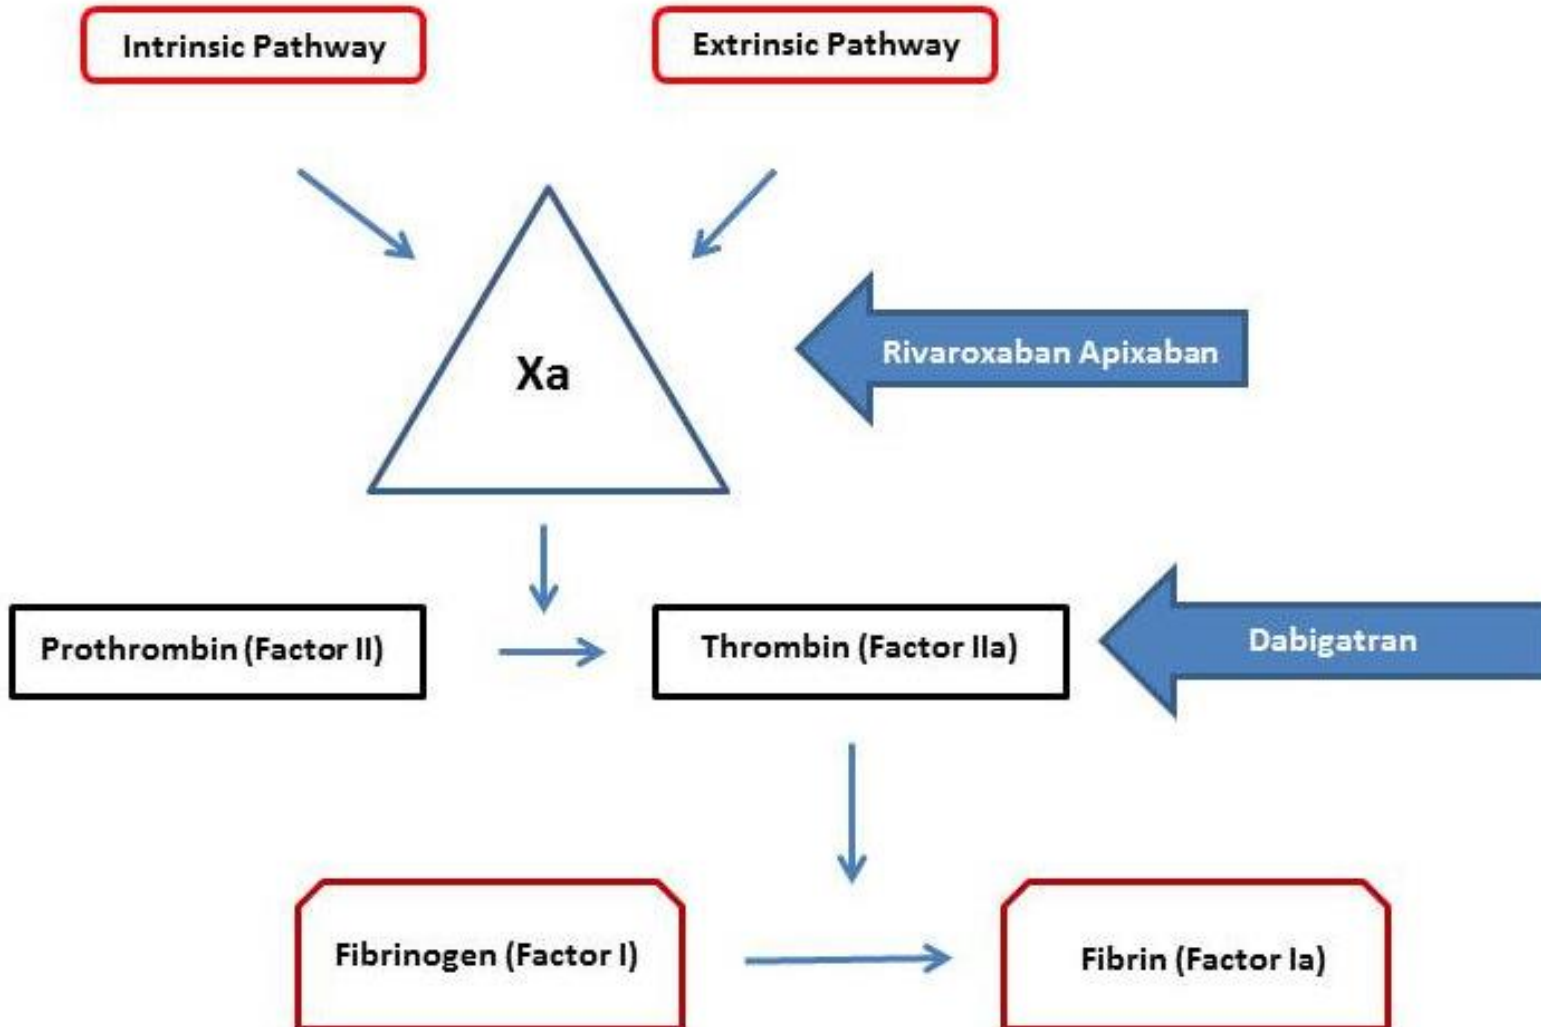 Intrinsic Pathway
Extrinsic Pathway
Xa
Rivaroxaban Apixaban
Prothrombin (Factor II)
Thrombin (Factor IIa)
Dabigatran
Fibrinogen (Factor I)
Fibrin (Factor Ia)